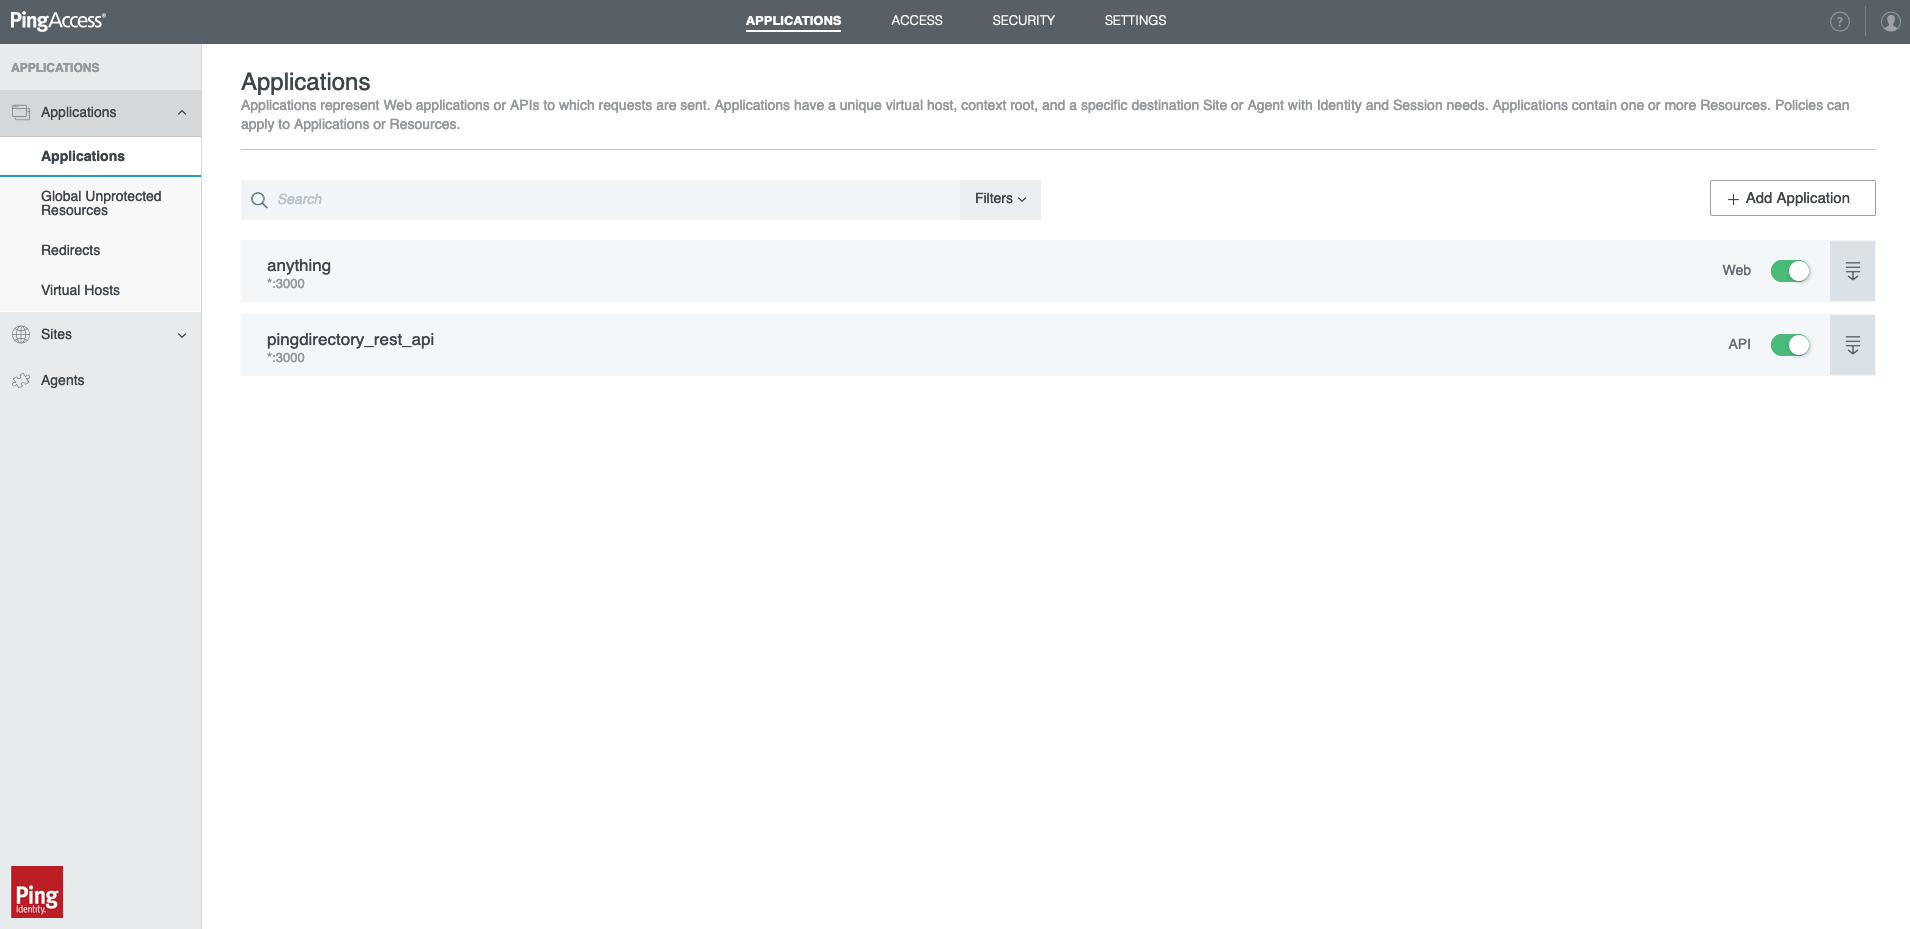 PingAccess®
APPLICATIONS
ACCESS
SECURITY
SETTINGS
?
APPLICATIONS
Applications
Applications
Global Unprotected
Resources
Redirects
Virtual Hosts
Sites
Agents
Ping
Identity.
Applications
Applications represent Web applications or APIs to which requests are sent. Applications have a unique virtual host, context root, and a specific destination Site or Agent with Identity and Session needs. Applications contain one or more Resources. Policies can
apply to Applications or Resources.
Search
Filters
+ Add Application
anything
*:3000
Web
pingdirectory_rest_api
*:3000
API